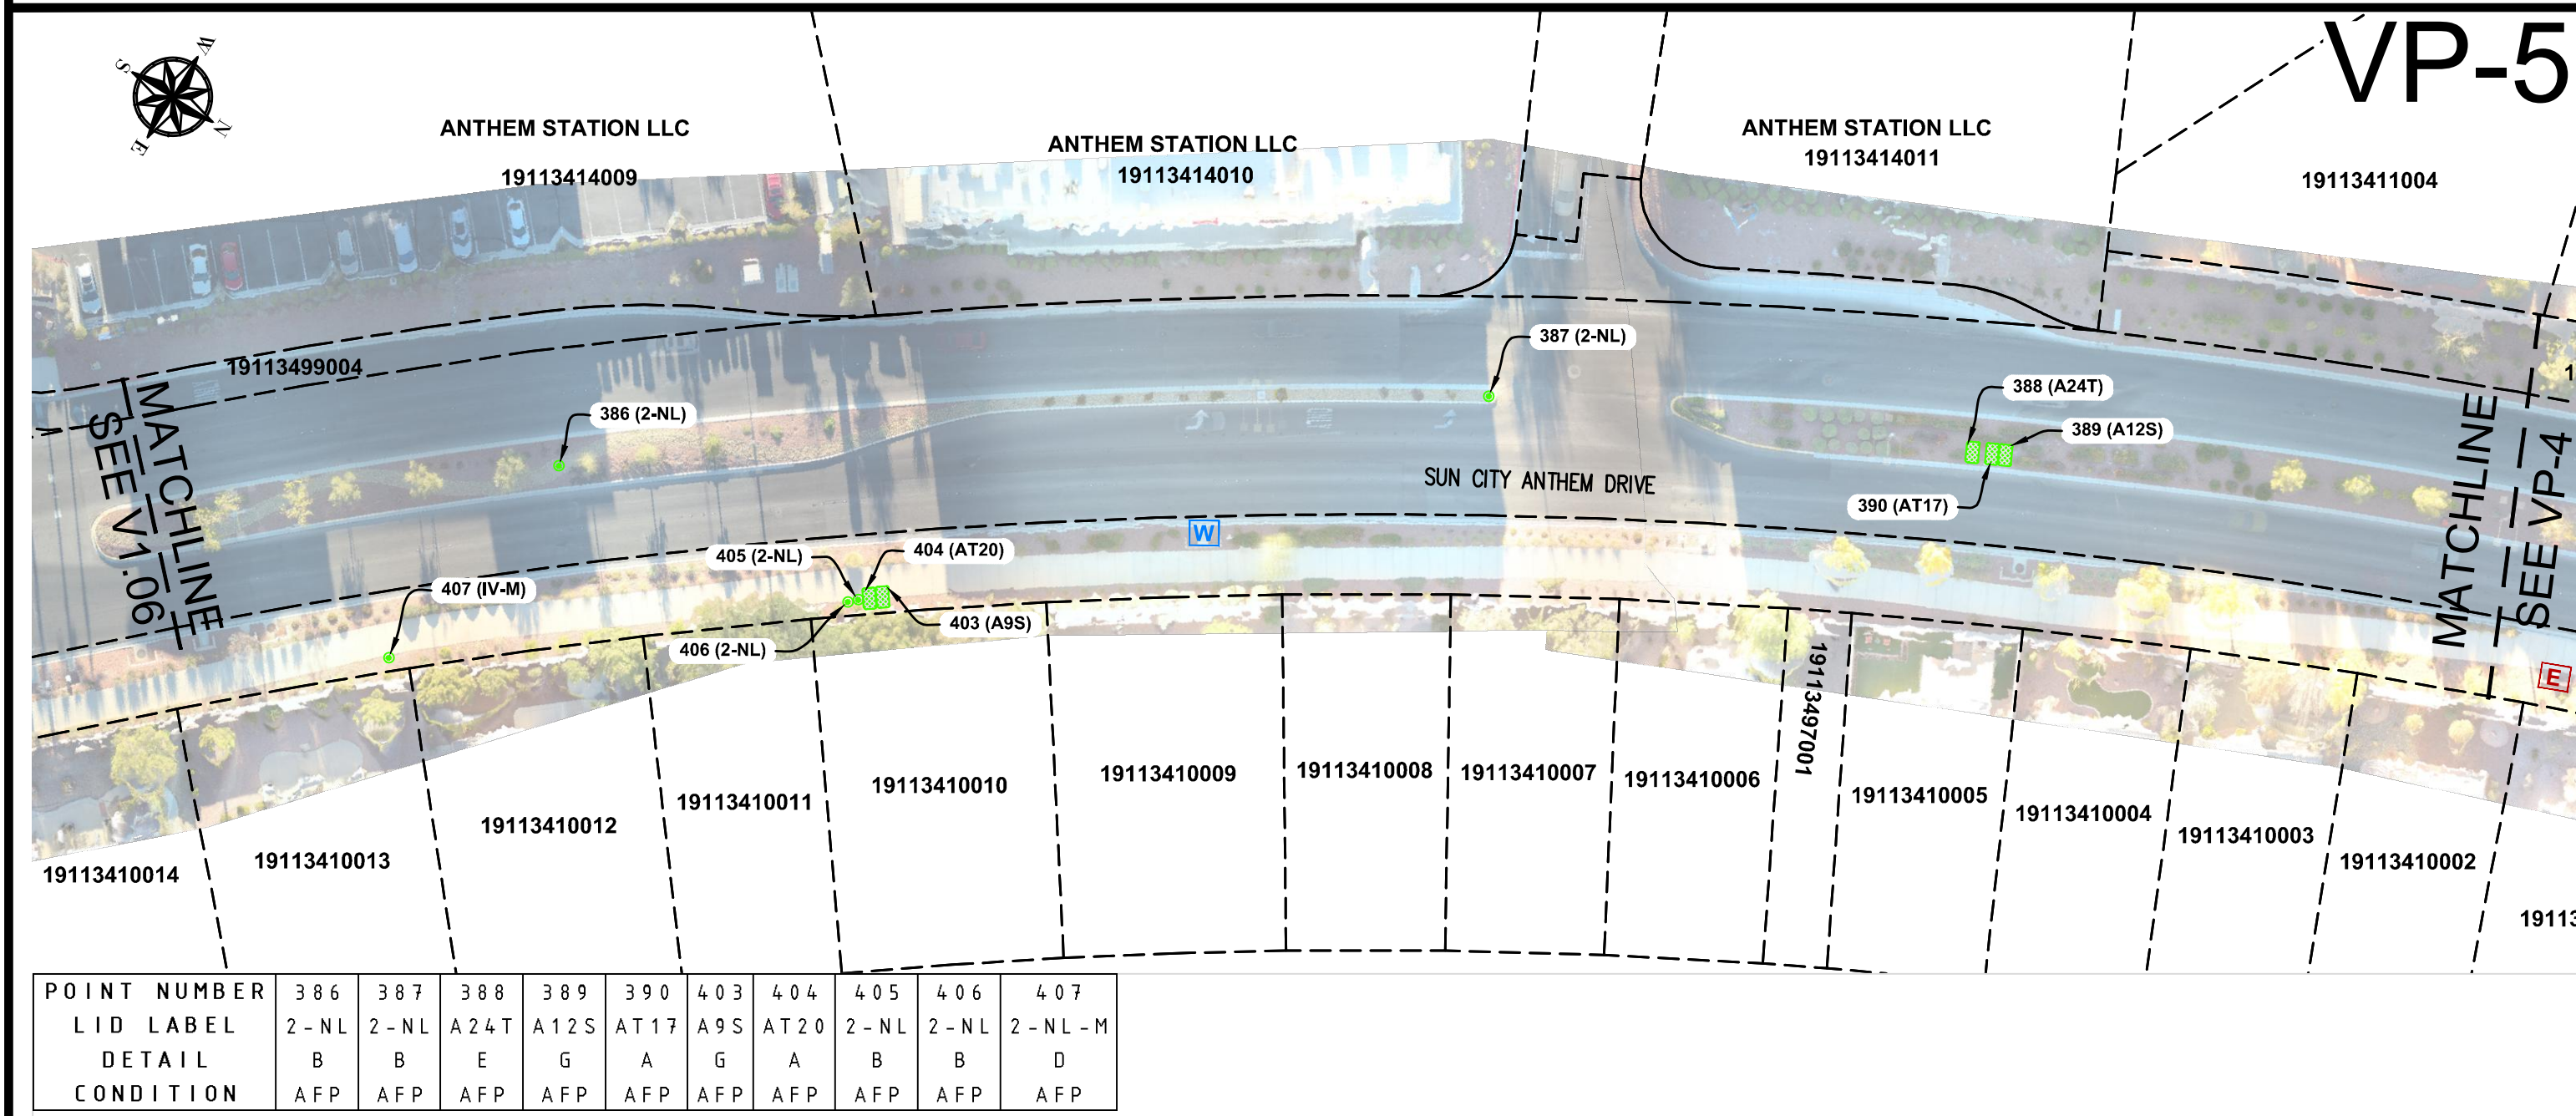 VP-5
W
S
N
E
ANTHEM STATION LLC
19113414009
ANTHEM STATION LLC
19113414010
ANTHEM STATION LLC
19113414011
19113411004
19113499004
387 (2-NL)
386 (2-NL)
388 (A24T)
389 (A12S)
390 (AT17)
SUN CITY ANTHEM DRIVE
MATCHLINE
SEE V1.06
MATCHLINE
SEE VP-4
W
405 (2-NL)
404 (AT20)
407 (IV-M)
403 (A9S)
406 (2-NL)
E
19113497001
19113410014
19113410013
19113410012
19113410011
19113410010
19113410009
19113410008
19113410007
19113410006
19113410005
19113410004
19113410003
19113410002
19113
POINT NUMBER 386 387 388 389 390 403 404 405 406 407
LID LABEL 2-NL 2-NL A24T A12S AT17 A9S AT20 2-NL 2-NL 2-NL-M
DETAIL B B E G A G A B B D
CONDITION AFP AFP AFP AFP AFP AFP AFP AFP AFP AFP